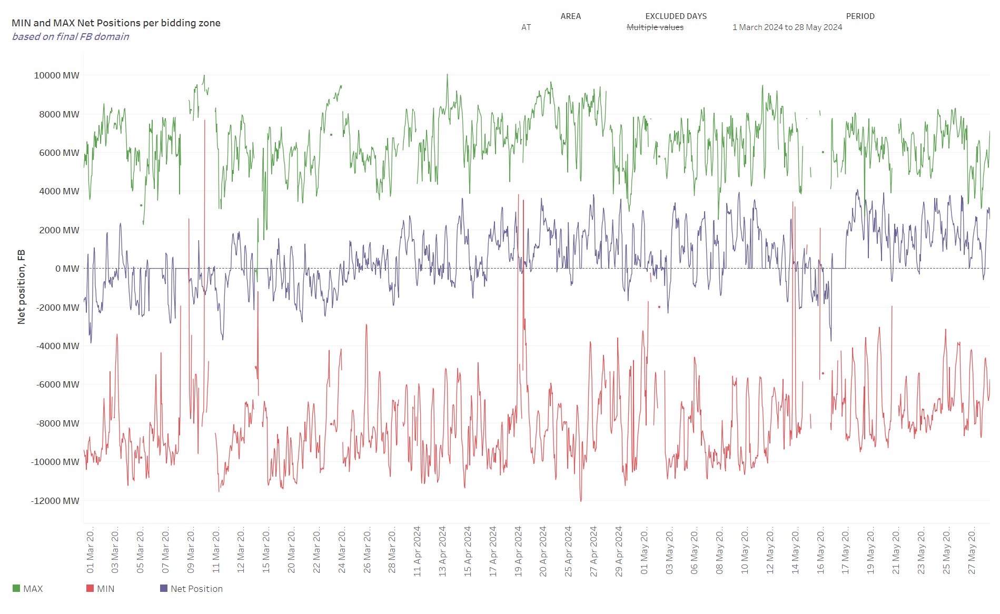 MIN and MAX Net Positions per bidding zone
based on final FB domain
AREA
AT
EXCLUDED DAYS
Multiple values
PERIOD
1 March 2024 to 28 May 2024
Net position, FB
10000 MW
8000 MW
6000 MW
4000 MW
2000 MW
0 MW
-2000 MW
-4000 MW
-6000 MW
-8000 MW
-10000 MW
-12000 MW
01 Mar 20..
03 Mar 20..
05 Mar 20..
07 Mar 20..
09 Mar 20..
11 Mar 20..
12 Mar 20..
15 Mar 20..
20 Mar 20..
22 Mar 20..
24 Mar 20..
26 Mar 20..
28 Mar 20..
11 Apr 2024
13 Apr 2024
15 Apr 2024
17 Apr 2024
19 Apr 2024
20 Apr 2024
25 Apr 2024
27 Apr 2024
29 Apr 2024
01 May 20..
03 May 20..
06 May 20..
08 May 20..
10 May 20..
12 May 20..
14 May 20..
16 May 20..
17 May 20..
19 May 20..
21 May 20..
23 May 20..
25 May 20..
27 May 20..
MAX
MIN
Net Position